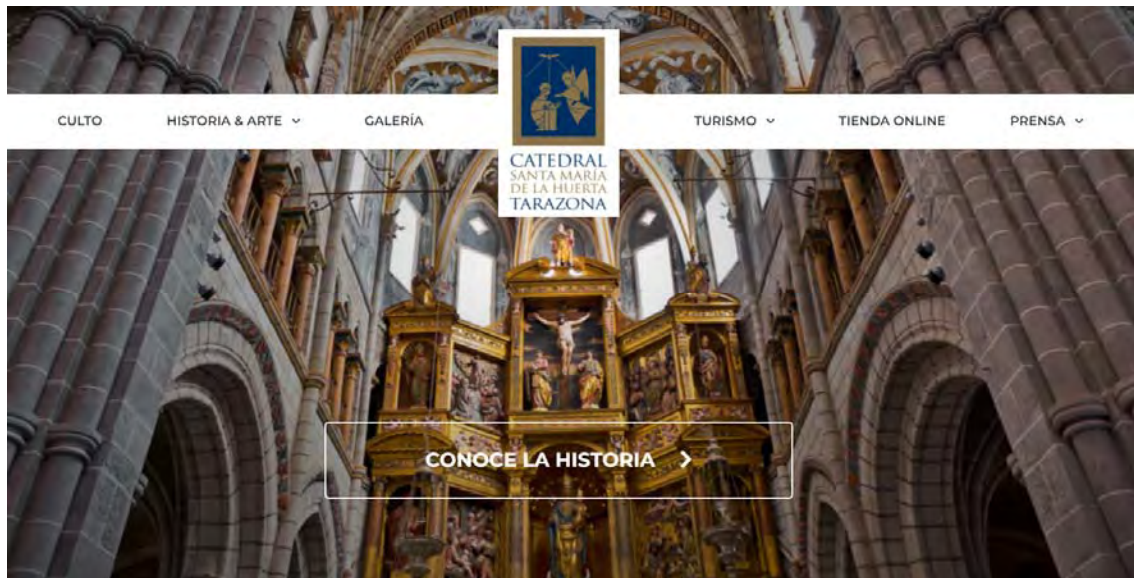 CULTO
HISTORIA & ARTE
GALERÍA
CATEDRAL
SANTA MARÍA
DE LA HUERTA
TARAZONA
TURISMO
TIENDA ONLINE
PRENSA
CONOCE LA HISTORIA